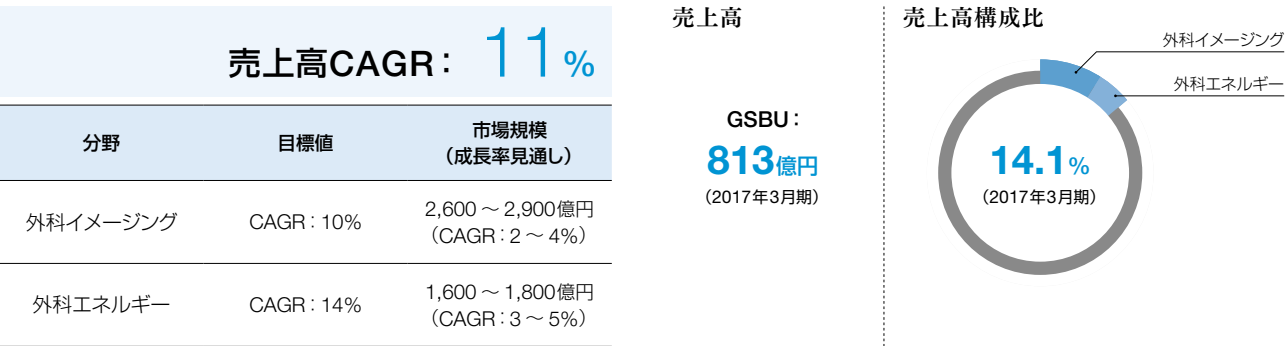 売上高CAGR：11%
分野 目標値 市場規模
（成長率見通し）
外科イメージング CAGR：10% 2,600～2,900億円
（CAGR：2～4%）
外科エネルギー CAGR：14% 1,600～1,800億円
（CAGR：3～5%）
売上高
GSBU：
813億円
（2017年3月期）
売上高構成比
外科イメージング
外科エネルギー
14.1%
（2017年3月期）